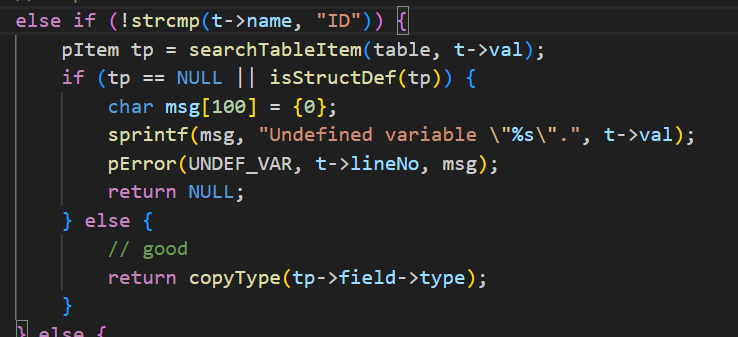 else if (!strcmp(t->name, "ID")) {
    pItem tp = searchTableItem(table, t->val);
    if (tp == NULL || isStructDef(tp)) {
        char msg[100] = {0};
        sprintf(msg, "Undefined variable \"%s\".", t->val);
        pError(UNDEF_VAR, t->lineNo, msg);
        return NULL;
    } else {
        // good
        return copyType(tp->field->type);
    }
} else {